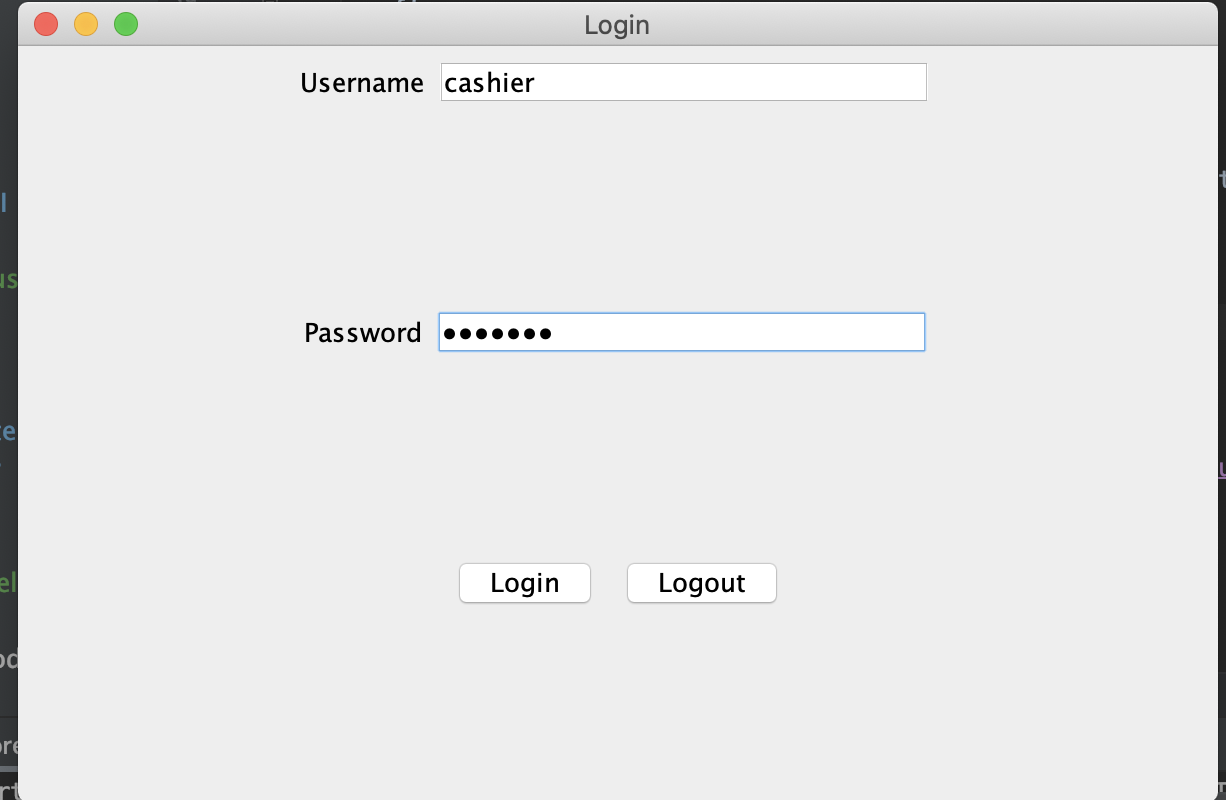 Login
Username cashier
Password •••••••
Login Logout